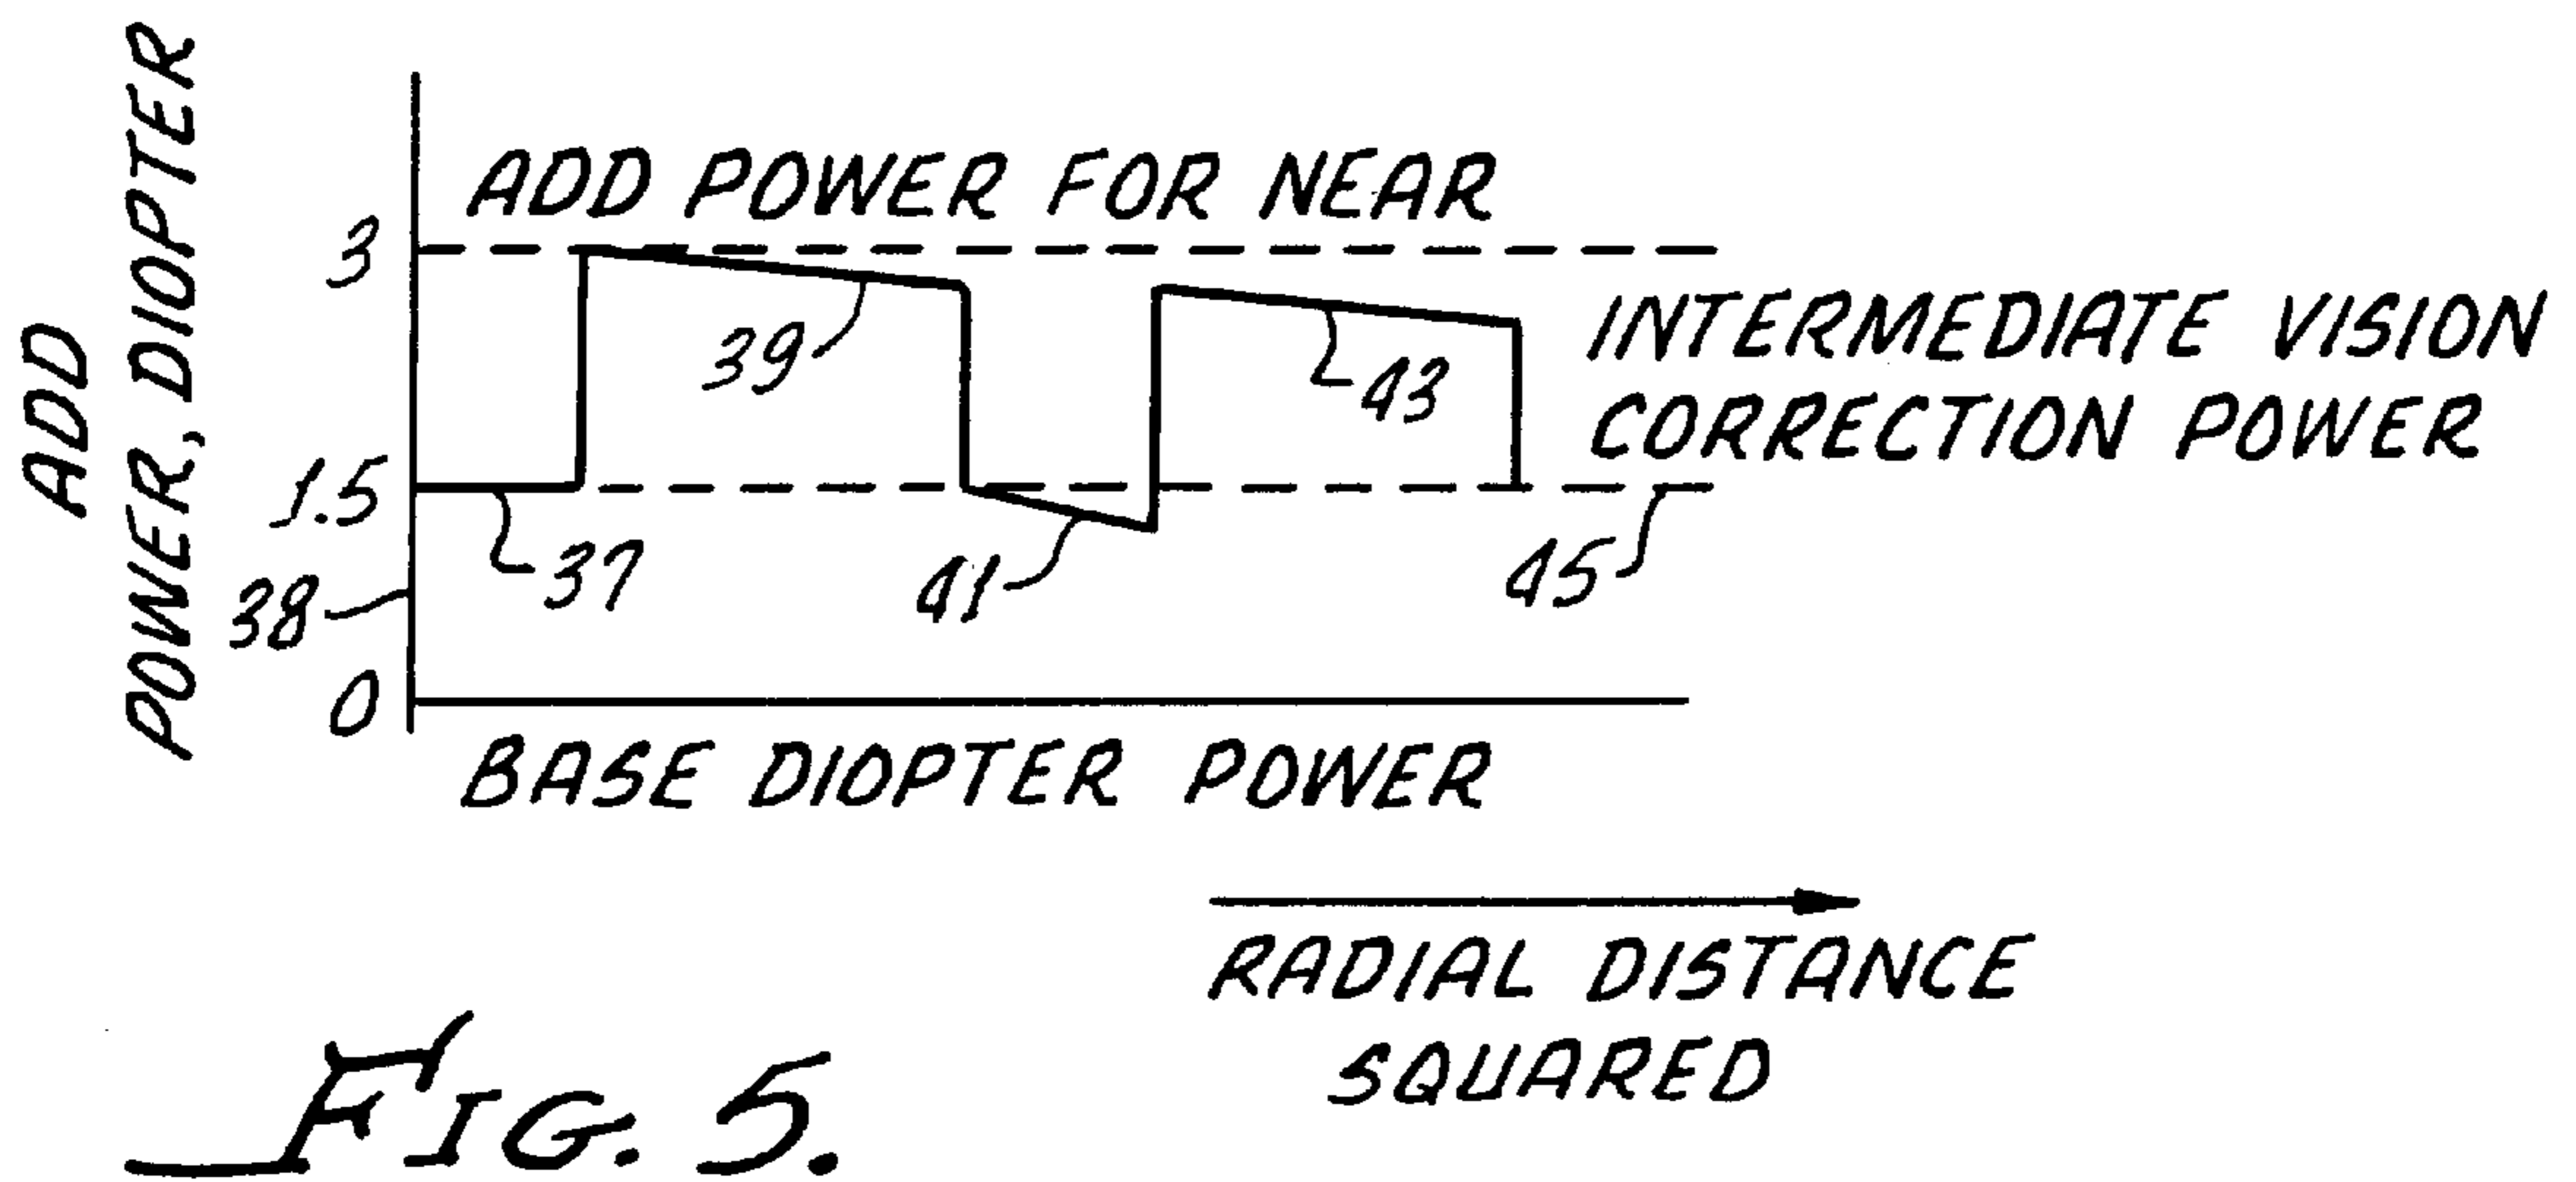 ADD
POWER, DIOPTER
ADD POWER FOR NEAR
3
INTERMEDIATE VISION
CORRECTION POWER
39
43
1.5
37
41
45
38
0
BASE DIOPTER POWER
RADIAL DISTANCE
SQUARED
FIG. 5.